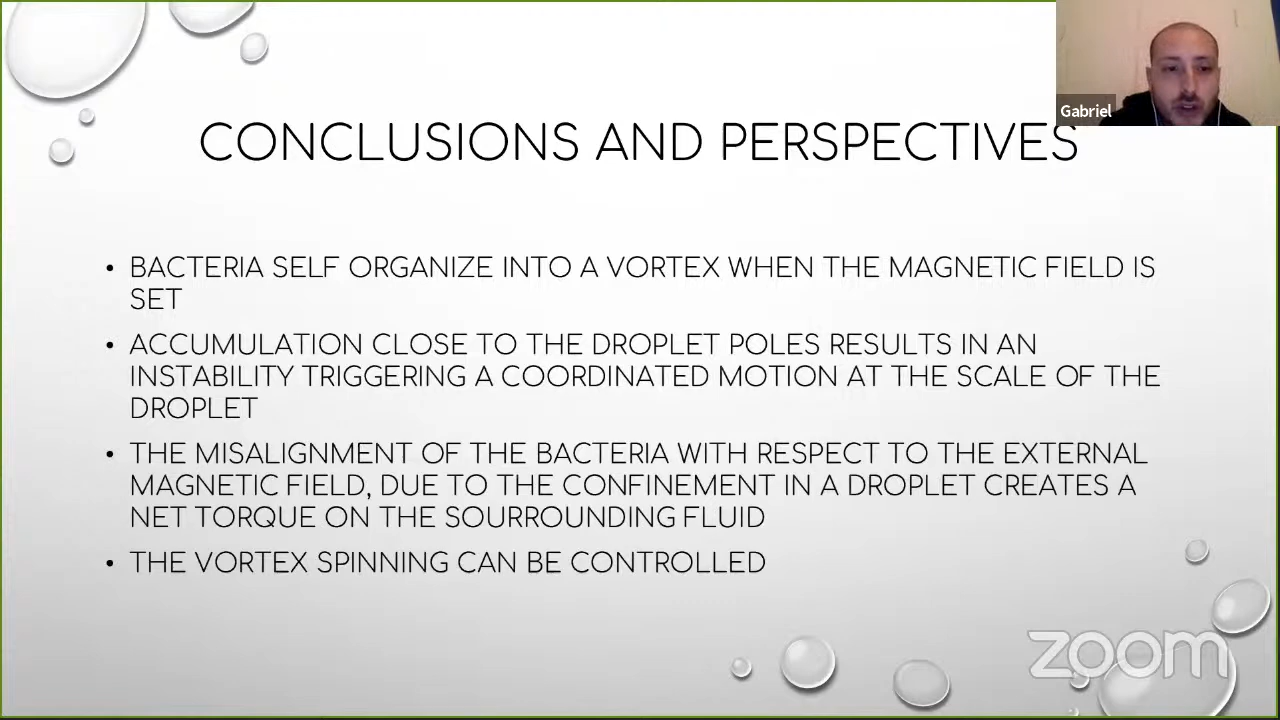 Gabriel
CONCLUSIONS AND PERSPECTIVES
• BACTERIA SELF ORGANIZE INTO A VORTEX WHEN THE MAGNETIC FIELD IS
SET
• ACCUMULATION CLOSE TO THE DROPLET POLES RESULTS IN AN
INSTABILITY TRIGGERING A COORDINATED MOTION AT THE SCALE OF THE
DROPLET
• THE MISALIGNMENT OF THE BACTERIA WITH RESPECT TO THE EXTERNAL
MAGNETIC FIELD, DUE TO THE CONFINEMENT IN A DROPLET CREATES A
NET TORQUE ON THE SOURROUNDING FLUID
• THE VORTEX SPINNING CAN BE CONTROLLED
zoom